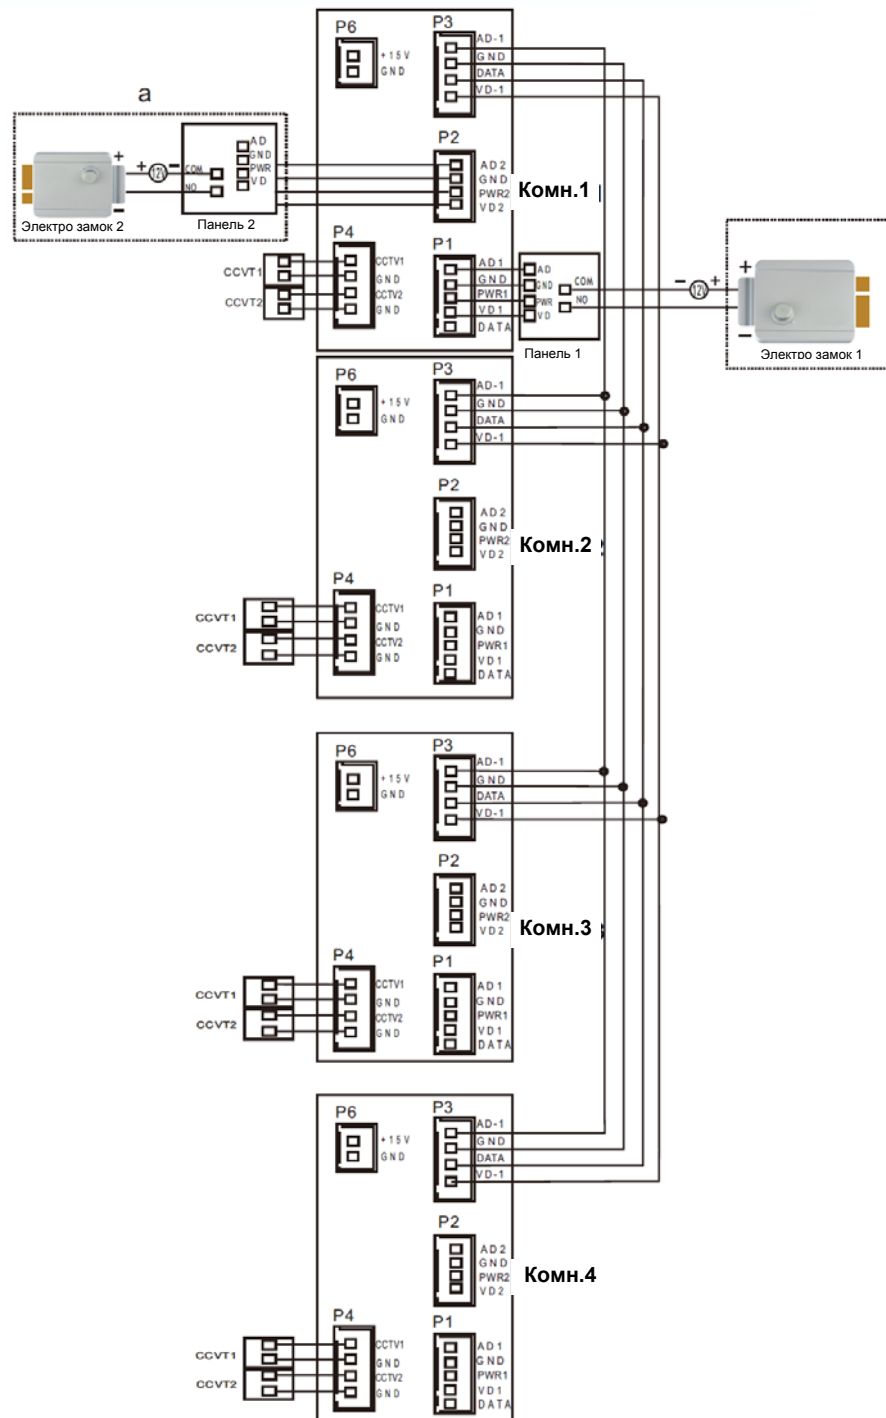 P6
+15V
GND
P3
AD-1
GND
DATA
VD-1
a
+
+
12V
−
−
COM
NO
AD
GND
PWR
VD
Электро замок 2
Панель 2
P2
AD2
GND
PWR2
VD2
Комн.1
CCVT1
CCVT2
P4
CCTV1
GND
CCTV2
GND
P1
AD1
GND
PWR1
VD1
DATA
AD
GND
PWR
VD
COM
NO
Панель 1
−
12V
+
+
−
Электро замок 1
P6
+15V
GND
P3
AD-1
GND
DATA
VD-1
P2
AD2
GND
PWR2
VD2
Комн.2
CCVT1
CCVT2
P4
CCTV1
GND
CCTV2
GND
P1
AD1
GND
PWR1
VD1
DATA
P6
+15V
GND
P3
AD-1
GND
DATA
VD-1
P2
AD2
GND
PWR2
VD2
Комн.3
CCVT1
CCVT2
P4
CCTV1
GND
CCTV2
GND
P1
AD1
GND
PWR1
VD1
DATA
P6
+15V
GND
P3
AD-1
GND
DATA
VD-1
P2
AD2
GND
PWR2
VD2
Комн.4
CCVT1
CCVT2
P4
CCTV1
GND
CCTV2
GND
P1
AD1
GND
PWR1
VD1
DATA